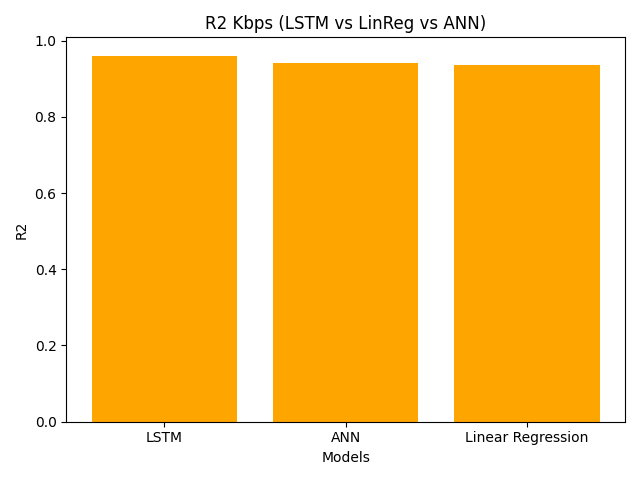 R2 Kbps (LSTM vs LinReg vs ANN)
1.0
0.8
0.6
0.4
0.2
0.0
R2
LSTM ANN Linear Regression
Models